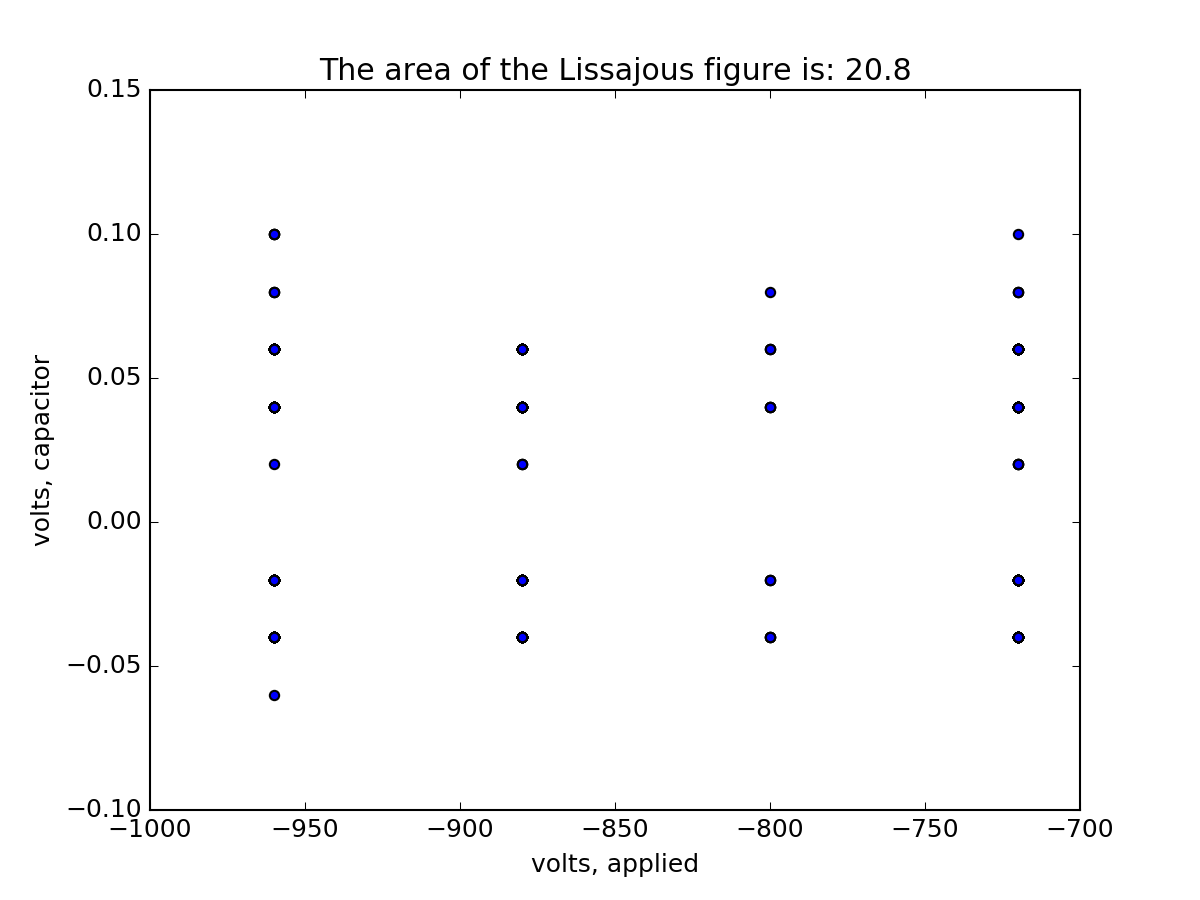 The area of the Lissajous figure is: 20.8
0.15
0.10
0.05
0.00
−0.05
−0.10
volts, capacitor
−1000 −950 −900 −850 −800 −750 −700
volts, applied